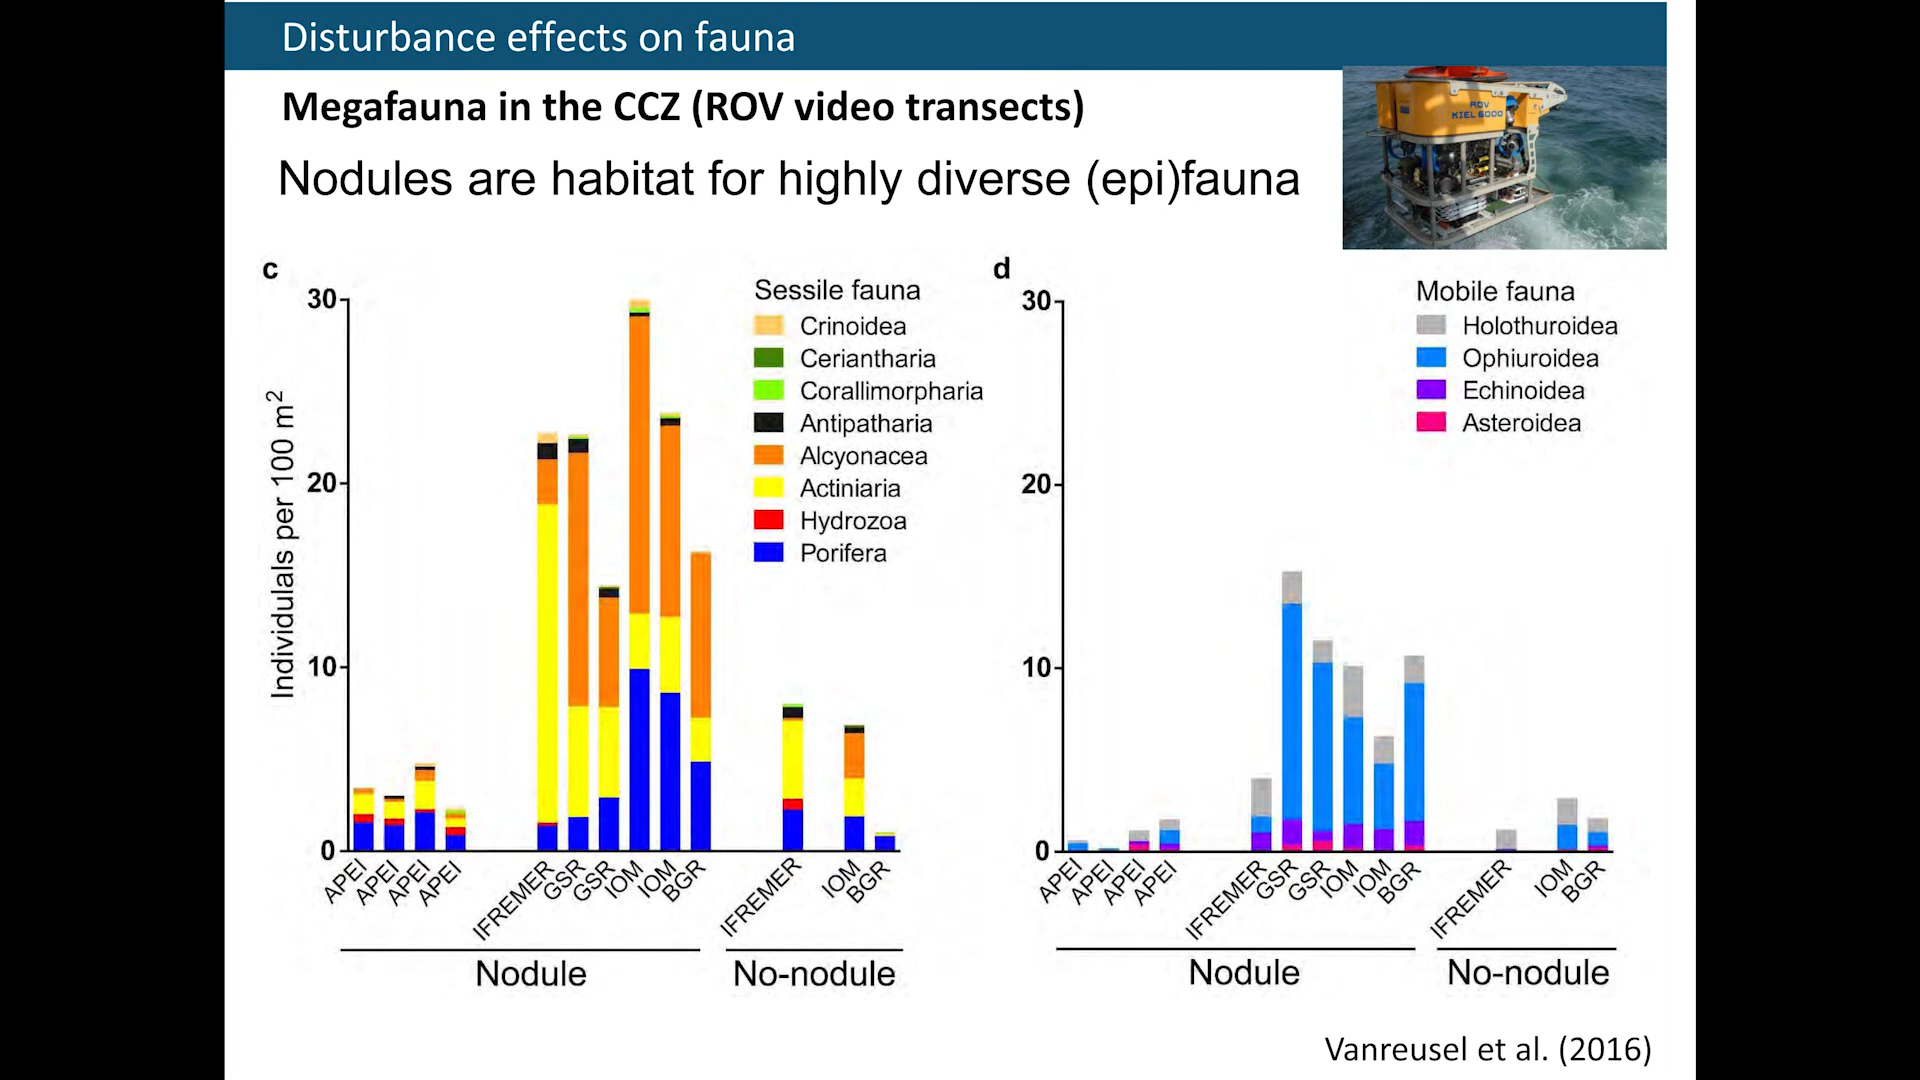 Disturbance effects on fauna
Megafauna in the CCZ (ROV video transects)
Nodules are habitat for highly diverse (epi)fauna
ROV
KIEL 6000
c
Individulals per 100 m2
30
20
10
0
Sessile fauna
Crinoidea
Ceriantharia
Corallimorpharia
Antipatharia
Alcyonacea
Actiniaria
Hydrozoa
Porifera
APEI
APEI
APEI
APEI
IFREMER
GSR
GSR
IOM
IOM
BGR
IFREMER
IOM
BGR
Nodule
No-nodule
d
30
20
10
0
Mobile fauna
Holothuroidea
Ophiuroidea
Echinoidea
Asteroidea
APEI
APEI
APEI
APEI
IFREMER
GSR
GSR
IOM
IOM
BGR
IFREMER
IOM
BGR
Nodule
No-nodule
Vanreusel et al. (2016)